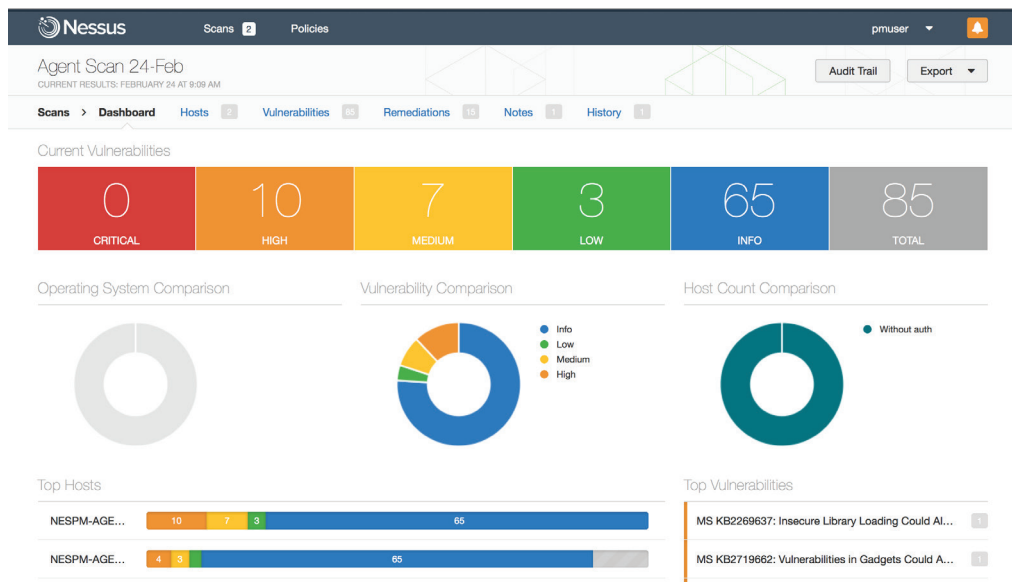 Nessus Scans 2 Policies pmuser
Agent Scan 24-Feb
CURRENT RESULTS: FEBRUARY 24 AT 9:09 AM
Audit Trail Export
Scans > Dashboard Hosts 2 Vulnerabilities 85 Remediations 15 Notes 1 History 1
Current Vulnerabilities
0 10 7 3 65 85
CRITICAL HIGH MEDIUM LOW INFO TOTAL
Operating System Comparison Vulnerability Comparison Host Count Comparison
Info Without auth
Low
Medium
High
Top Hosts Top Vulnerabilities
NESPM-AGE... 10 7 3 65 MS KB2269637: Insecure Library Loading Could Al... 1
NESPM-AGE... 4 3 65 MS KB2719662: Vulnerabilities in Gadgets Could A... 1